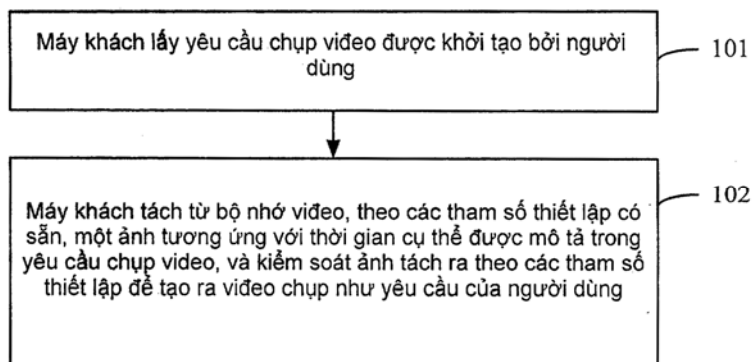 Máy khách lấy yêu cầu chụp viđeo được khởi tạo bởi người
dùng
101
Máy khách tách từ bộ nhớ viđeo, theo các tham số thiết lập có
sẵn, một ảnh tương ứng với thời gian cụ thể được mô tả trong
yêu cầu chụp video, và kiểm soát ảnh tách ra theo các tham số
thiết lập để tạo ra viđeo chụp như yêu cầu của người dùng
102